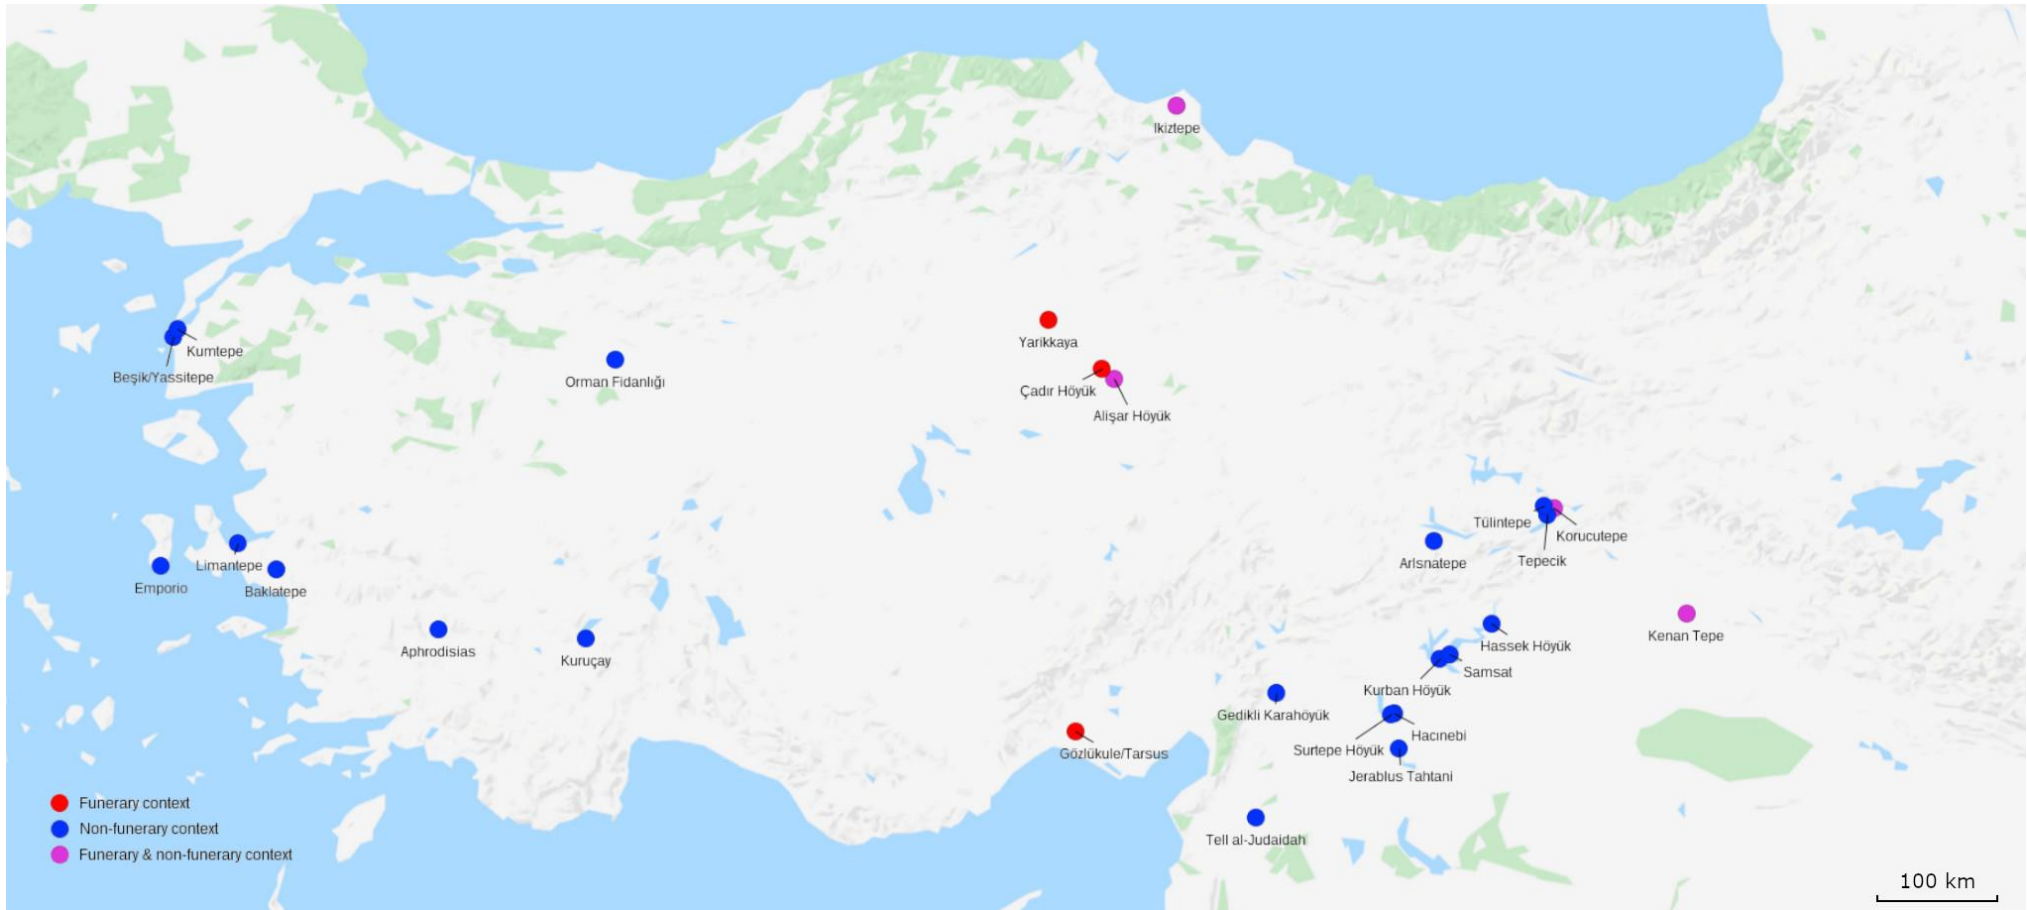 Ikiztepe
Yarikkaya
Kumtepe
Beşik/Yassitepe
Orman Fidanlığı
Çadır Höyük
Alişar Höyük
Tülintepe
Korucutepe
Arlsnatepe
Tepecik
Limantepe
Emporio
Baklatepe
Aphrodisias
Kuruçay
Kenan Tepe
Hassek Höyük
Samsat
Kurban Höyük
Gedikli Karahöyük
Hacınebi
Surtepe Höyük
Gözlükule/Tarsus
Jerablus Tahtani
Tell al-Judaidah
Funerary context
Non-funerary context
Funerary & non-funerary context
100 km